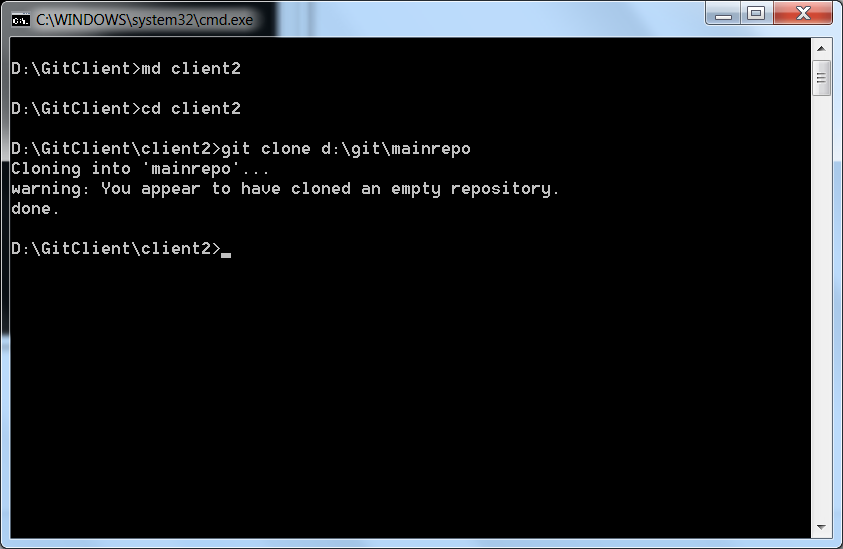 C:\WINDOWS\system32\cmd.exe
D:\GitClient>md client2
D:\GitClient>cd client2
D:\GitClient\client2>git clone d:\git\mainrepo
Cloning into 'mainrepo'...
warning: You appear to have cloned an empty repository.
done.
D:\GitClient\client2>